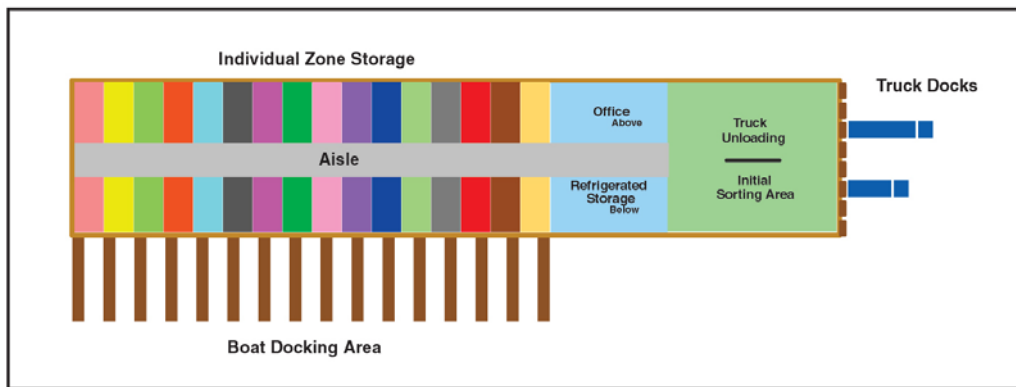 Individual Zone Storage
Truck Docks
Office
Above
Truck
Unloading
Aisle
Refrigerated
Storage
Below
Initial
Sorting Area
Boat Docking Area